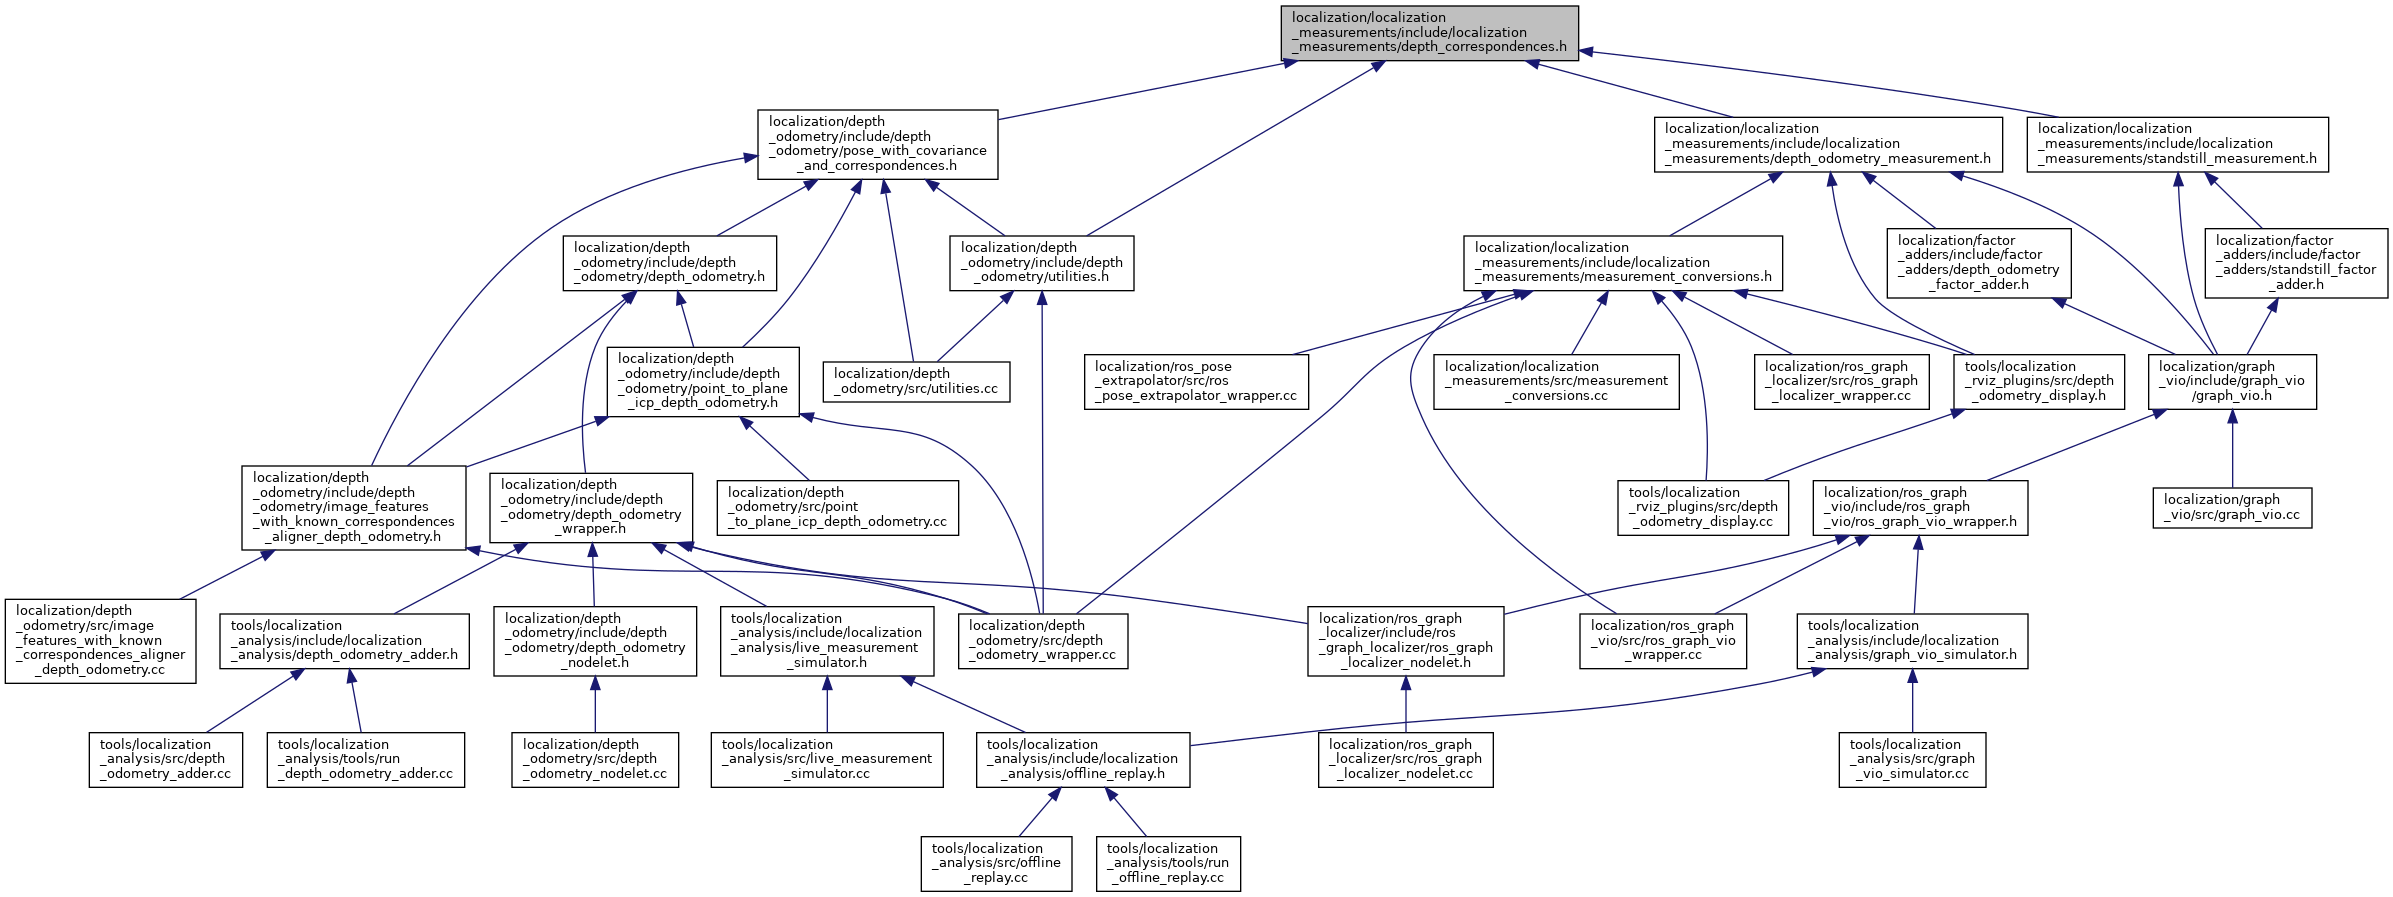 localization/localization
_measurements/include/localization
_measurements/depth_correspondences.h
localization/depth
_odometry/include/depth
_odometry/pose_with_covariance
_and_correspondences.h
localization/localization
_measurements/include/localization
_measurements/depth_odometry_measurement.h
localization/localization
_measurements/include/localization
_measurements/standstill_measurement.h
localization/depth
_odometry/include/depth
_odometry/depth_odometry.h
localization/depth
_odometry/include/depth
_odometry/utilities.h
localization/localization
_measurements/include/localization
_measurements/measurement_conversions.h
localization/factor
_adders/include/factor
_adders/depth_odometry
_factor_adder.h
localization/factor
_adders/include/factor
_adders/standstill_factor
_adder.h
localization/depth
_odometry/include/depth
_odometry/point_to_plane
_icp_depth_odometry.h
localization/depth
_odometry/src/utilities.cc
localization/ros_pose
_extrapolator/src/ros
_pose_extrapolator_wrapper.cc
localization/localization
_measurements/src/measurement
_conversions.cc
localization/ros_graph
_localizer/src/ros_graph
_localizer_wrapper.cc
tools/localization
_rviz_plugins/src/depth
_odometry_display.h
localization/graph
_vio/include/graph_vio
/graph_vio.h
localization/depth
_odometry/include/depth
_odometry/image_features
_with_known_correspondences
_aligner_depth_odometry.h
localization/depth
_odometry/include/depth
_odometry/depth_odometry
_wrapper.h
localization/depth
_odometry/src/point
_to_plane_icp_depth_odometry.cc
tools/localization
_rviz_plugins/src/depth
_odometry_display.cc
localization/ros_graph
_vio/include/ros_graph
_vio/ros_graph_vio_wrapper.h
localization/graph
_vio/src/graph_vio.cc
localization/depth
_odometry/src/image
_features_with_known
_correspondences_aligner
_depth_odometry.cc
tools/localization
_analysis/include/localization
_analysis/depth_odometry_adder.h
localization/depth
_odometry/include/depth
_odometry/depth_odometry
_nodelet.h
tools/localization
_analysis/include/localization
_analysis/live_measurement
_simulator.h
localization/depth
_odometry/src/depth
_odometry_wrapper.cc
localization/ros_graph
_localizer/include/ros
_graph_localizer/ros_graph
_localizer_nodelet.h
localization/ros_graph
_vio/src/ros_graph_vio
_wrapper.cc
tools/localization
_analysis/include/localization
_analysis/graph_vio_simulator.h
tools/localization
_analysis/src/depth
_odometry_adder.cc
tools/localization
_analysis/tools/run
_depth_odometry_adder.cc
localization/depth
_odometry/src/depth
_odometry_nodelet.cc
tools/localization
_analysis/src/live_measurement
_simulator.cc
tools/localization
_analysis/include/localization
_analysis/offline_replay.h
localization/ros_graph
_localizer/src/ros_graph
_localizer_nodelet.cc
tools/localization
_analysis/src/graph
_vio_simulator.cc
tools/localization
_analysis/src/offline
_replay.cc
tools/localization
_analysis/tools/run
_offline_replay.cc